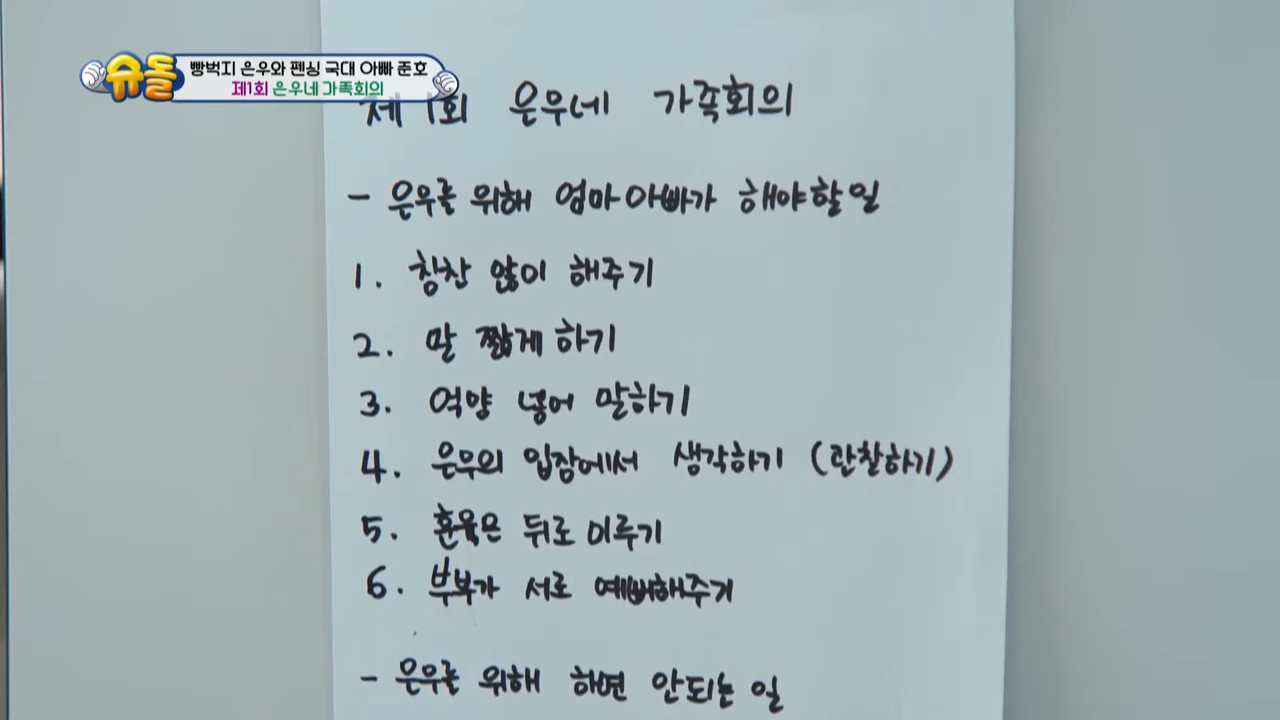 슈돌
빵벅지 은우와 펜싱 국대 아빠 준호
제1회 은우네 가족회의
제 1회 은우네 가족회의
- 은우를 위해 엄마 아빠가 해야할 일
1. 칭찬 많이 해주기
2. 말 짧게 하기
3. 억양 넣어 말하기
4. 은우의 입장에서 생각하기 (관찰하기)
5. 훈육은 뒤로 미루기
6. 부부가 서로 예뻐해주기
- 은우를 위해 하면 안되는 일